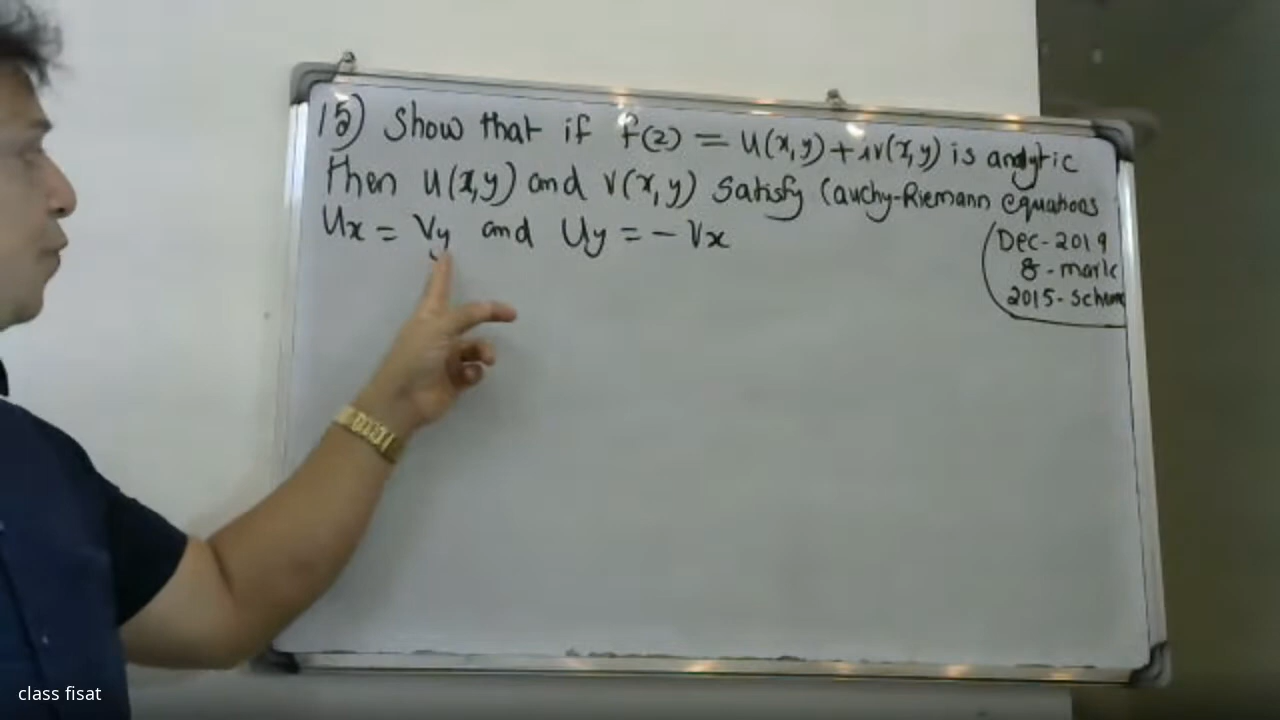 15) Show that if f(z) = u(x,y)+iv(x,y) is analytic
then u(x,y) and v(x,y) satisfy Cauchy-Riemann equations
Ux = Vy and Uy = -Vx
Dec-2019
8-mark
2015-Scheme
class fisat